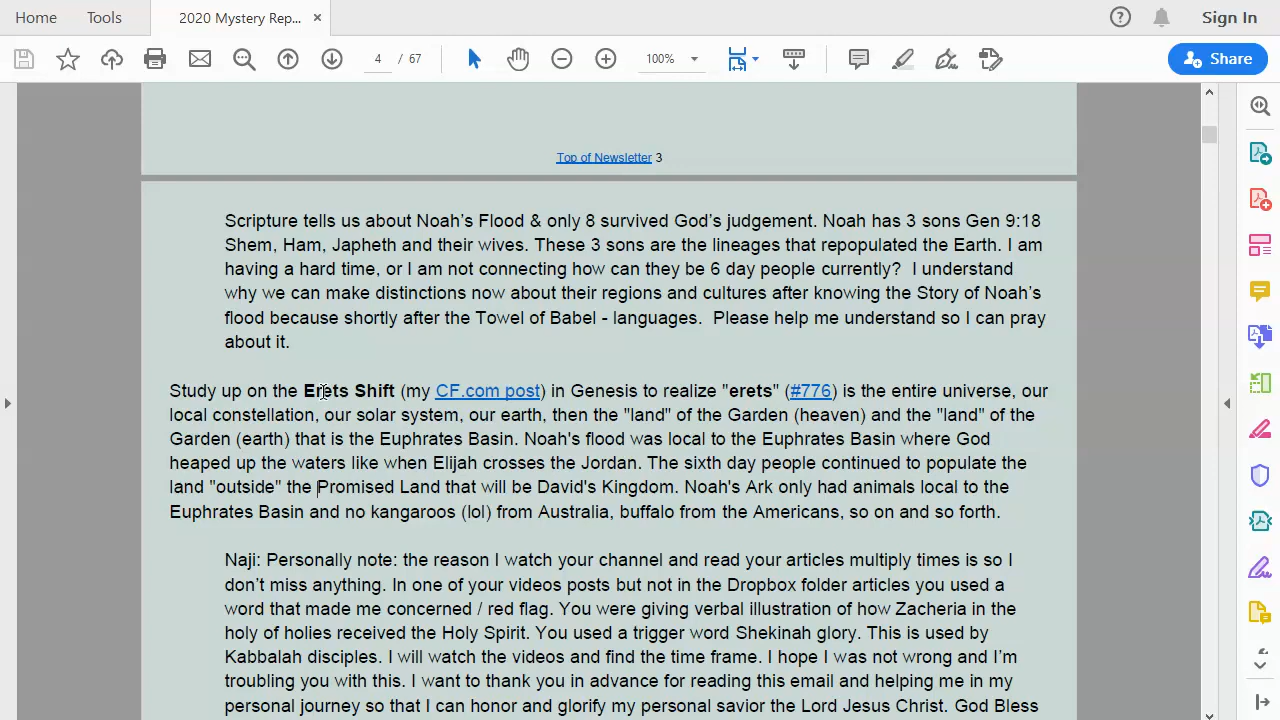 Home Tools 2020 Mystery Rep... × Sign In
4 / 67 100% Share
Top of Newsletter 3
Scripture tells us about Noah's Flood & only 8 survived God's judgement. Noah has 3 sons Gen 9:18
Shem, Ham, Japheth and their wives. These 3 sons are the lineages that repopulated the Earth. I am
having a hard time, or I am not connecting how can they be 6 day people currently?  I understand
why we can make distinctions now about their regions and cultures after knowing the Story of Noah's
flood because shortly after the Towel of Babel - languages.  Please help me understand so I can pray
about it.
Study up on the Erets Shift (my CF.com post) in Genesis to realize "erets" (#776) is the entire universe, our
local constellation, our solar system, our earth, then the "land" of the Garden (heaven) and the "land" of the
Garden (earth) that is the Euphrates Basin. Noah's flood was local to the Euphrates Basin where God
heaped up the waters like when Elijah crosses the Jordan. The sixth day people continued to populate the
land "outside" the Promised Land that will be David's Kingdom. Noah's Ark only had animals local to the
Euphrates Basin and no kangaroos (lol) from Australia, buffalo from the Americans, so on and so forth.
Naji: Personally note: the reason I watch your channel and read your articles multiply times is so I
don't miss anything. In one of your videos posts but not in the Dropbox folder articles you used a
word that made me concerned / red flag. You were giving verbal illustration of how Zacheria in the
holy of holies received the Holy Spirit. You used a trigger word Shekinah glory. This is used by
Kabbalah disciples. I will watch the videos and find the time frame. I hope I was not wrong and I'm
troubling you with this. I want to thank you in advance for reading this email and helping me in my
personal journey so that I can honor and glorify my personal savior the Lord Jesus Christ. God Bless